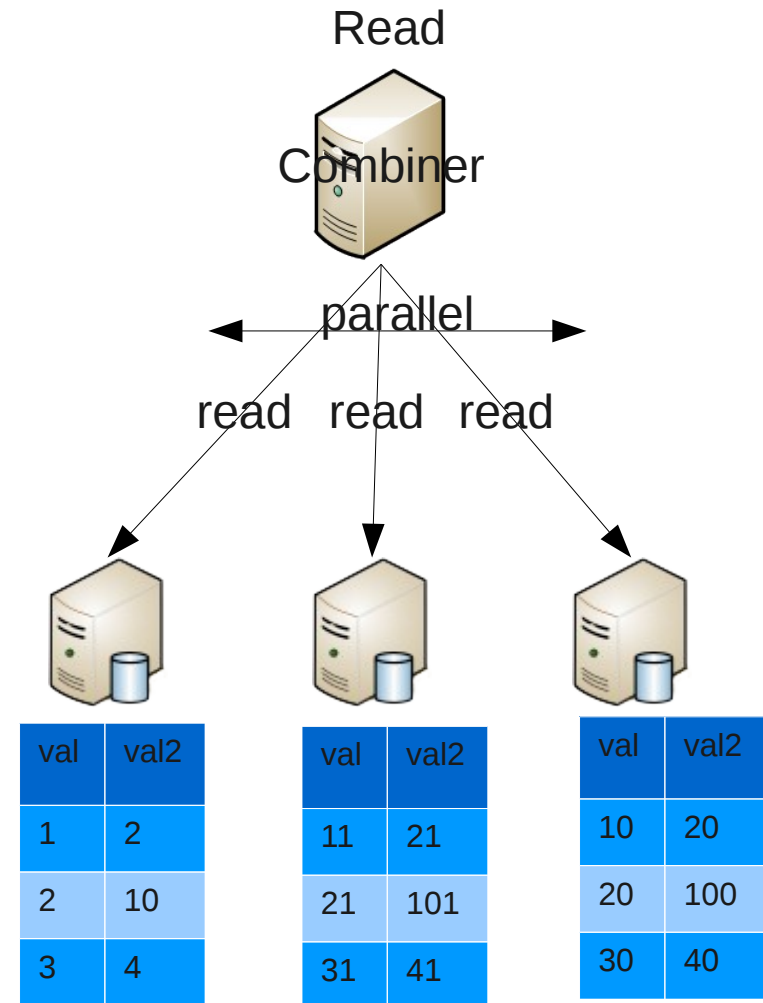 Read
Combiner
parallel
read read read
val val2
1 2
2 10
3 4
val val2
11 21
21 101
31 41
val val2
10 20
20 100
30 40